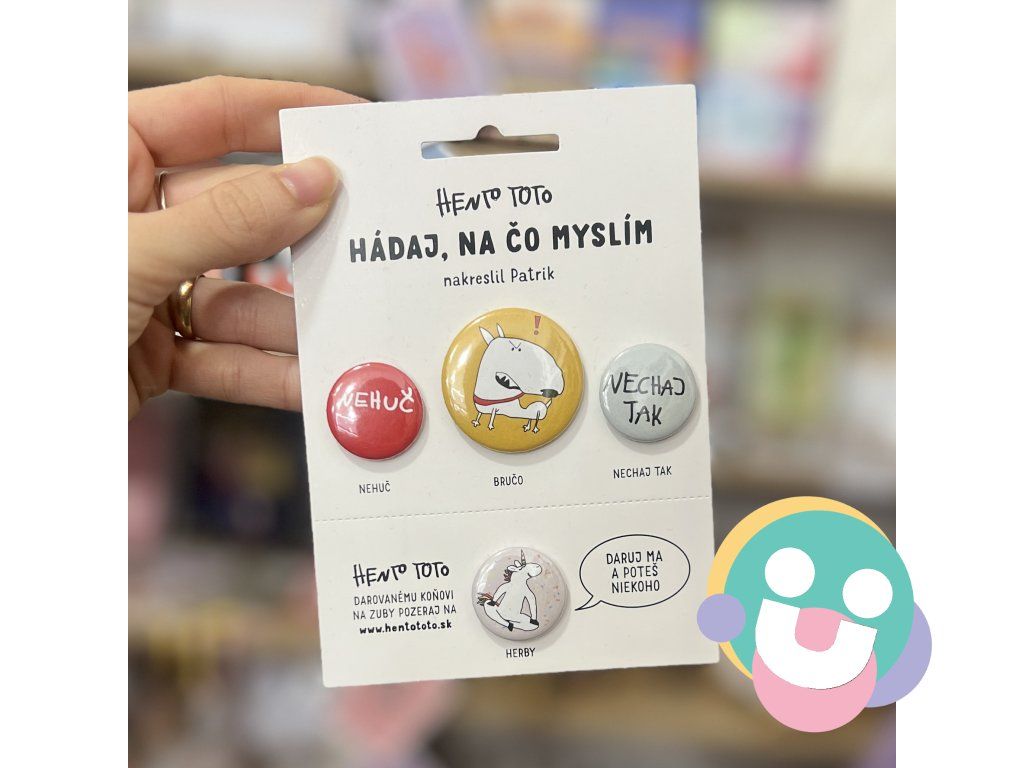 HENTO TOTO
HÁDAJ, NA ČO MYSLÍM
nakreslil Patrik
!
NEHUČ
NECHAJ
TAK
NEHUČ
BRUČO
NECHAJ TAK
HENTO TOTO
DAROVANÉMU KOŇOVI
NA ZUBY POZERAJ NA
www.hentototo.sk
DARUJ MA
A POTEŠ
NIEKOHO
HERBY